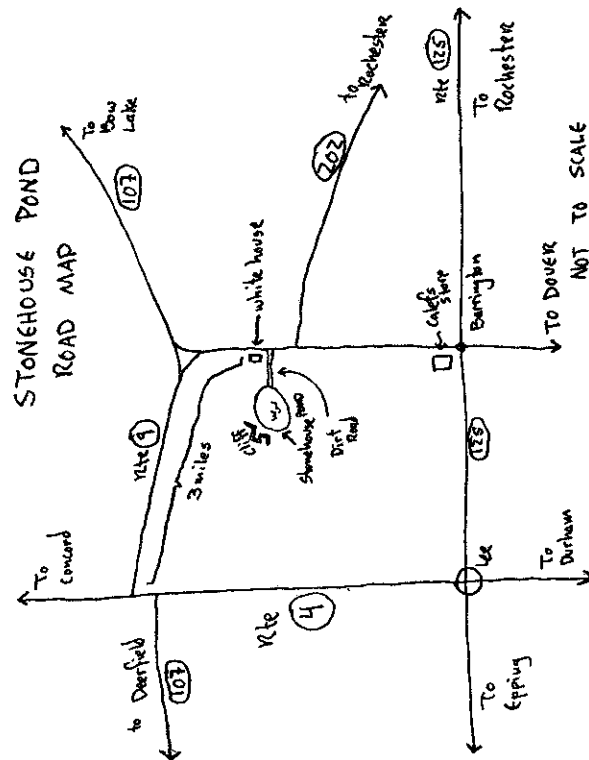 STONEHOUSE POND
ROAD MAP
To
Bow
Lake
107
to Rochester
202
Rte 125
To
Rochester
Rte 9
3 miles
white house
Cliff
Stonehouse Pond
Dirt
Road
Calefs
Store
Barrington
TO DOVER
NOT TO SCALE
To
Concord
Rte 4
125
Lee
To
Durham
to Deerfield
107
To
Epping